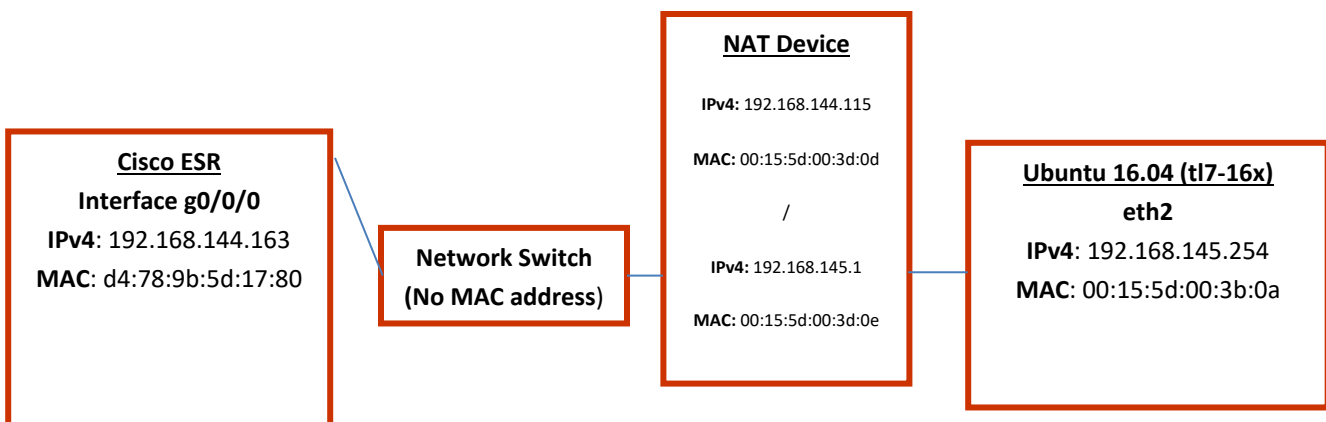 Cisco ESR
Interface g0/0/0
IPv4: 192.168.144.163
MAC: d4:78:9b:5d:17:80
Network Switch
(No MAC address)
NAT Device
IPv4: 192.168.144.115
MAC: 00:15:5d:00:3d:0d
/
IPv4: 192.168.145.1
MAC: 00:15:5d:00:3d:0e
Ubuntu 16.04 (tl7-16x)
eth2
IPv4: 192.168.145.254
MAC: 00:15:5d:00:3b:0a